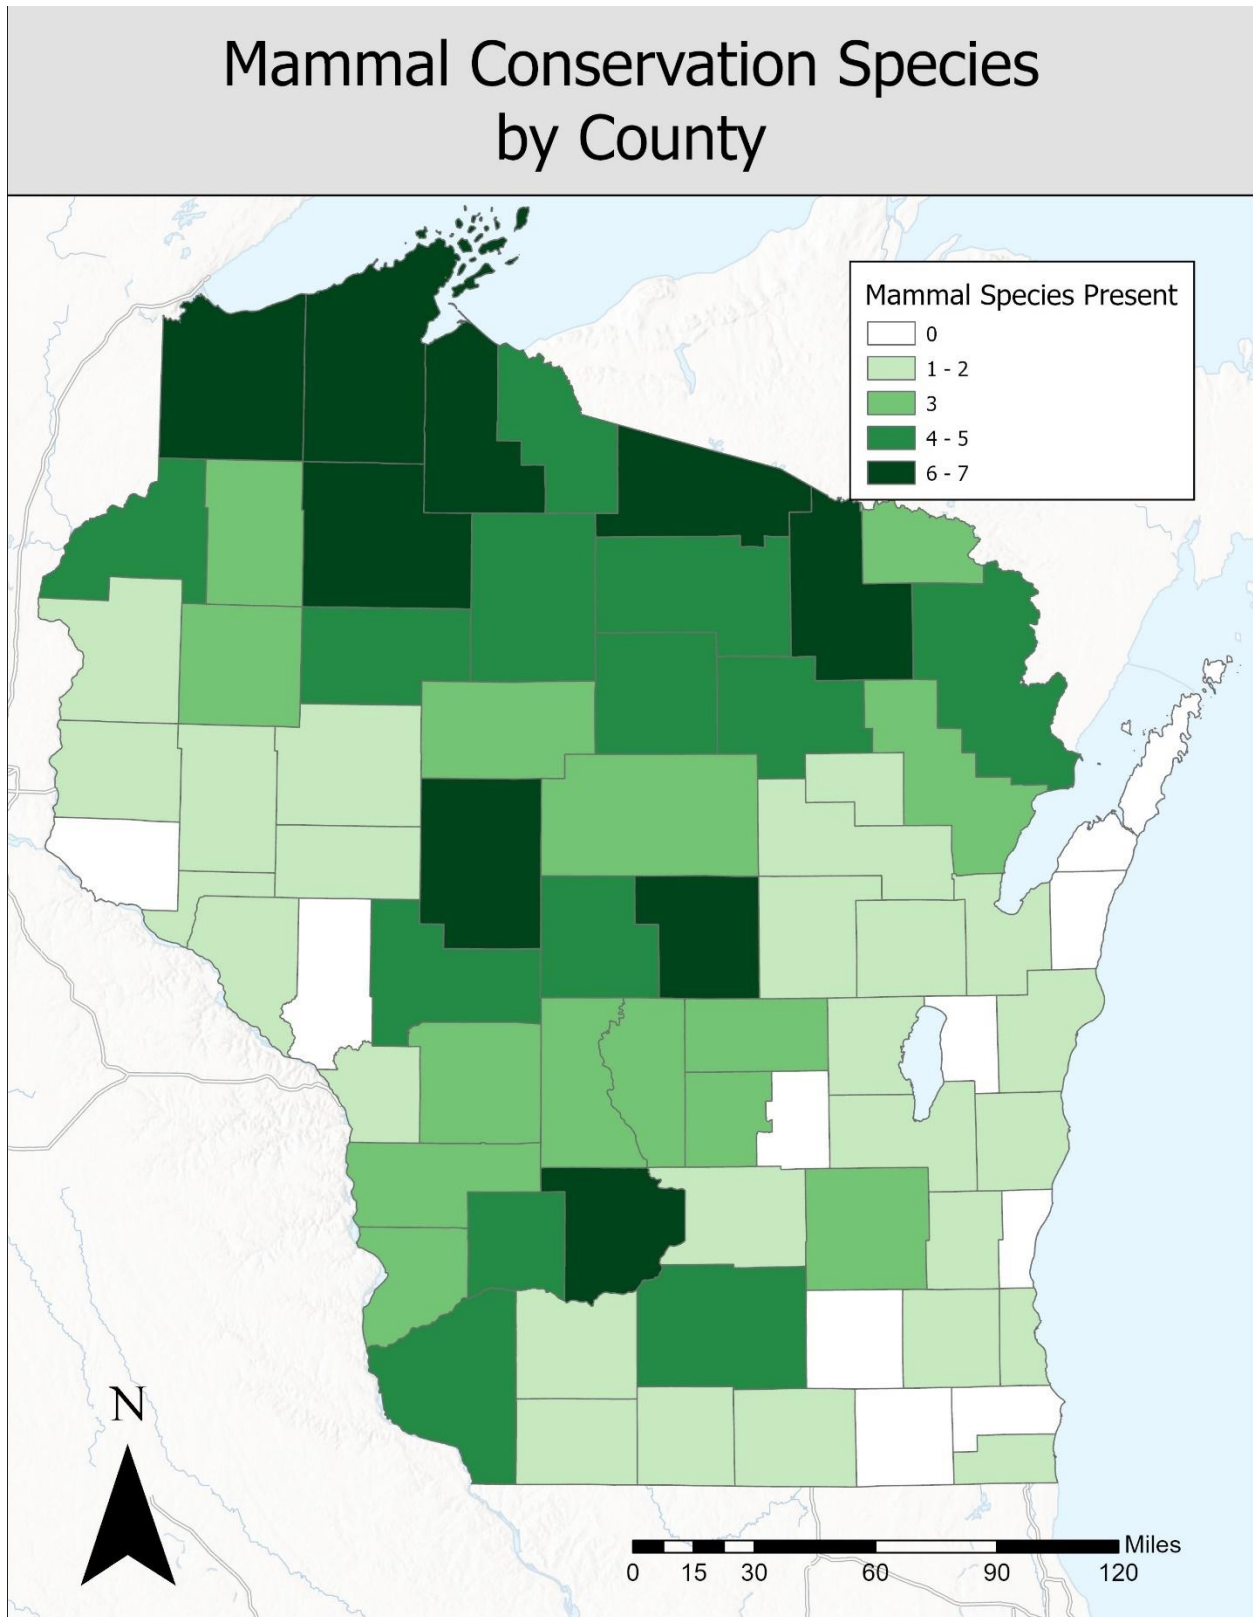 Mammal Conservation Species
by County
Mammal Species Present
0
1 - 2
3
4 - 5
6 - 7
N
Miles
0 15 30 60 90 120